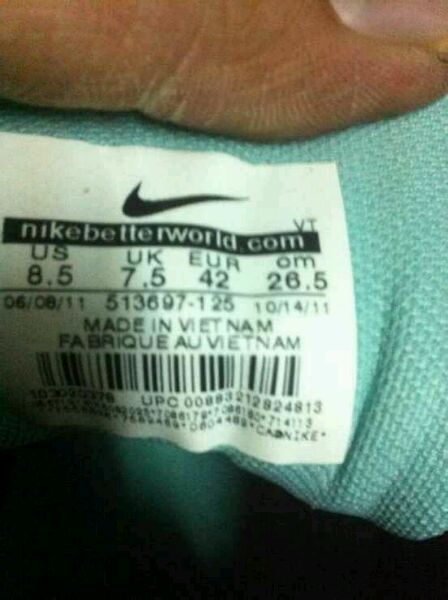 VT
nikebetterworld.com
US UK EUR cm
8.5 7.5 42 26.5
06/08/11 513697-125 10/14/11
MADE IN VIETNAM
FABRIQUE AU VIETNAM
UPC 00883212824813